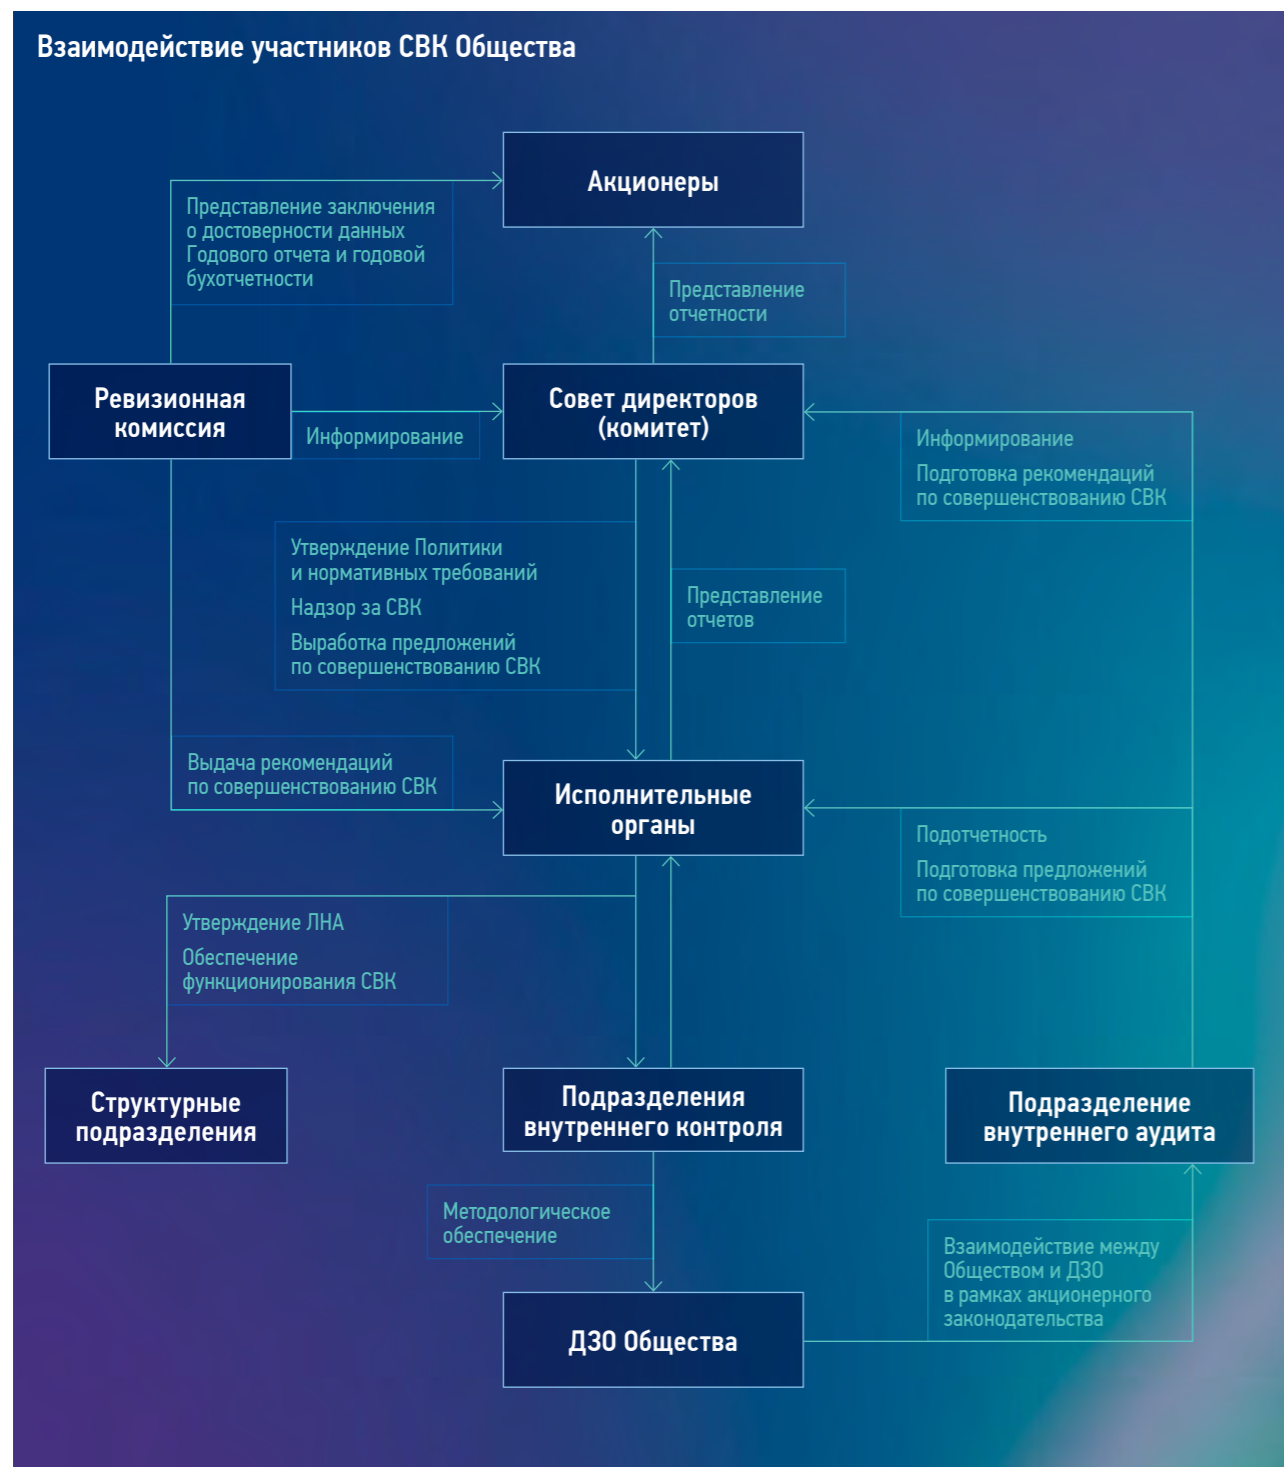 Взаимодействие участников СВК Общества
Акционеры
Представление заключения
о достоверности данных
Годового отчета и годовой
бухотчетности
Представление
отчетности
Ревизионная
комиссия
Информирование
Совет директоров
(комитет)
Информирование
Подготовка рекомендаций
по совершенствованию СВК
Утверждение Политики
и нормативных требований
Надзор за СВК
Выработка предложений
по совершенствованию СВК
Представление
отчетов
Выдача рекомендаций
по совершенствованию СВК
Исполнительные
органы
Подотчетность
Подготовка предложений
по совершенствованию СВК
Утверждение ЛНА
Обеспечение
функционирования СВК
Структурные
подразделения
Подразделения
внутреннего контроля
Подразделение
внутреннего аудита
Методологическое
обеспечение
Взаимодействие между
Обществом и ДЗО
в рамках акционерного
законодательства
ДЗО Общества